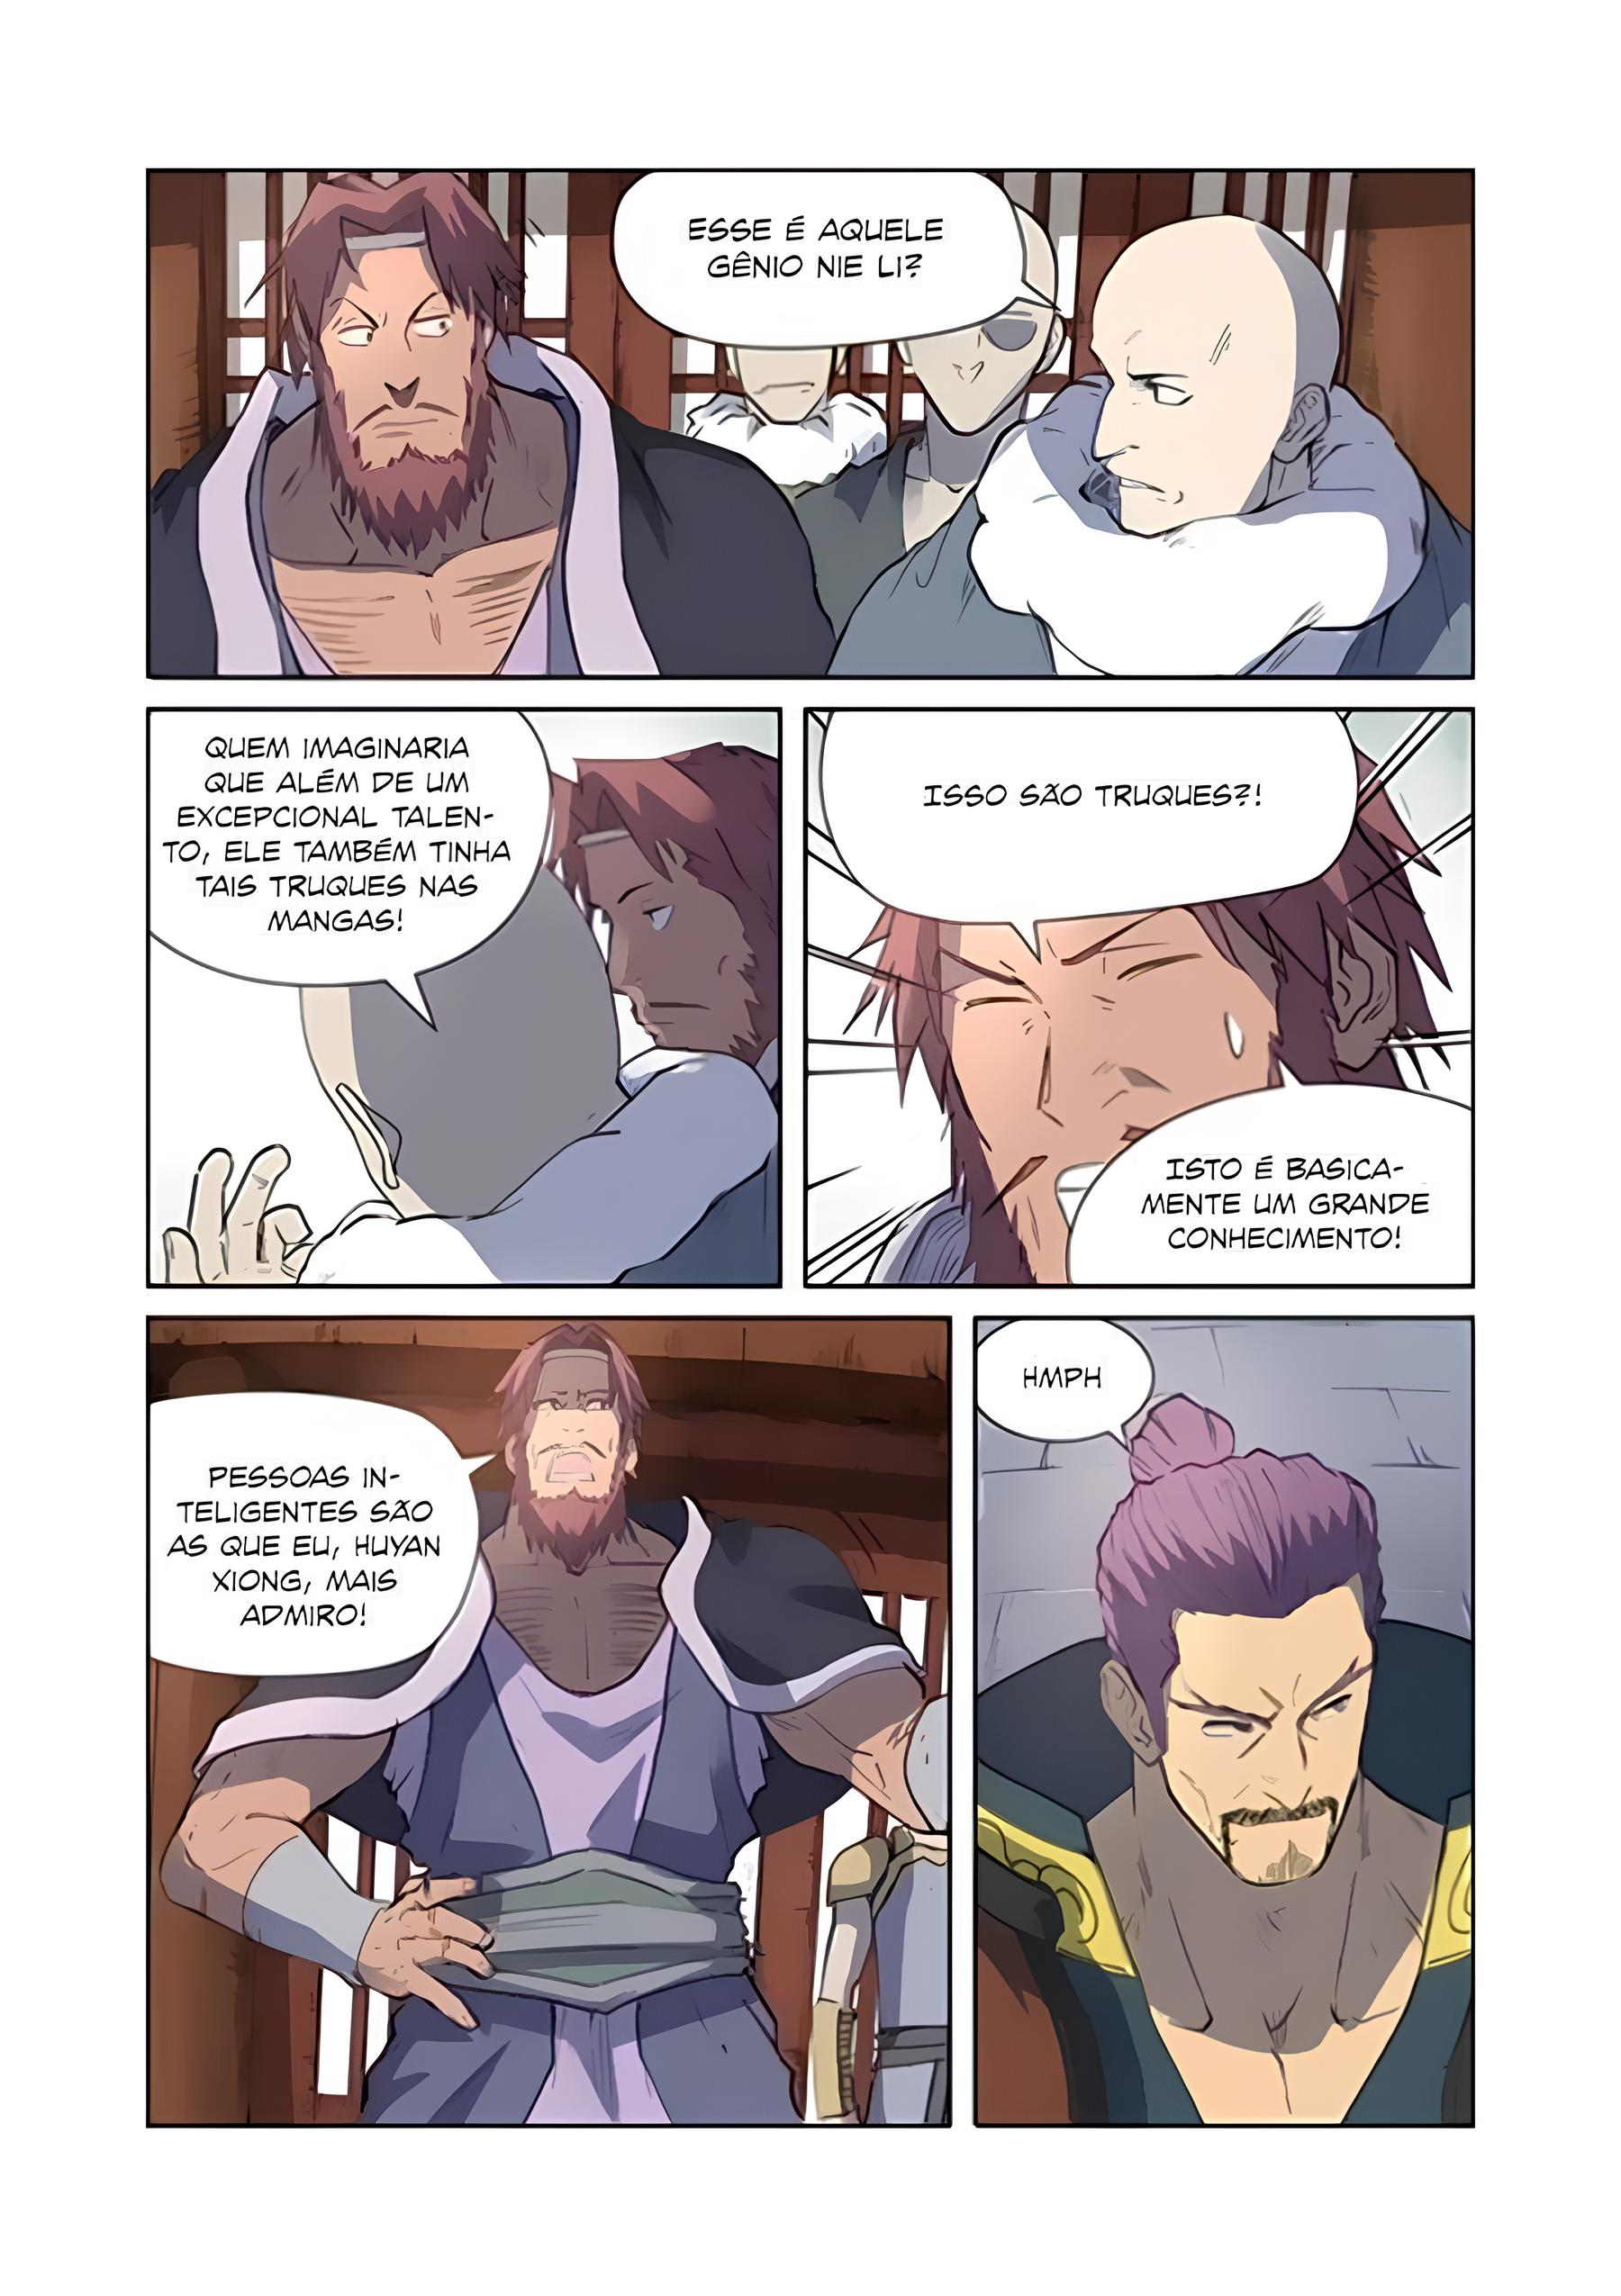 ESSE É AQUELE
GÊNIO NIE LI?
QUEM IMAGINARIA
QUE ALÉM DE UM
EXCEPCIONAL TALEN-
TO, ELE TAMBÉM TINHA
TAIS TRUQUES NAS
MANGAS!
ISSO SÃO TRUQUES?!
ISTO É BASICA-
MENTE UM GRANDE
CONHECIMENTO!
PESSOAS IN-
TELIGENTES SÃO
AS QUE EU, HUYAN
XIONG, MAIS
ADMIRO!
HMPH